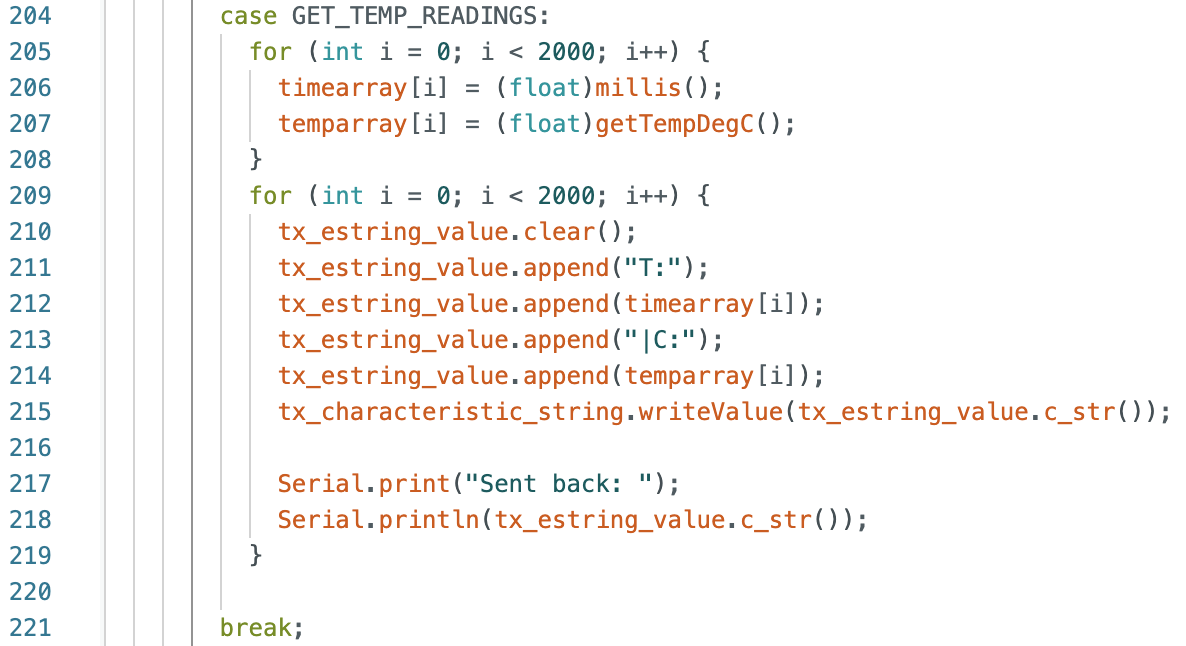 204 case GET_TEMP_READINGS:
205 for (int i = 0; i < 2000; i++) {
206 timearray[i] = (float)millis();
207 temparray[i] = (float)getTempDegC();
208 }
209 for (int i = 0; i < 2000; i++) {
210 tx_estring_value.clear();
211 tx_estring_value.append("T:");
212 tx_estring_value.append(timearray[i]);
213 tx_estring_value.append("|C:");
214 tx_estring_value.append(temparray[i]);
215 tx_characteristic_string.writeValue(tx_estring_value.c_str());
216
217 Serial.print("Sent back: ");
218 Serial.println(tx_estring_value.c_str());
219 }
220
221 break;